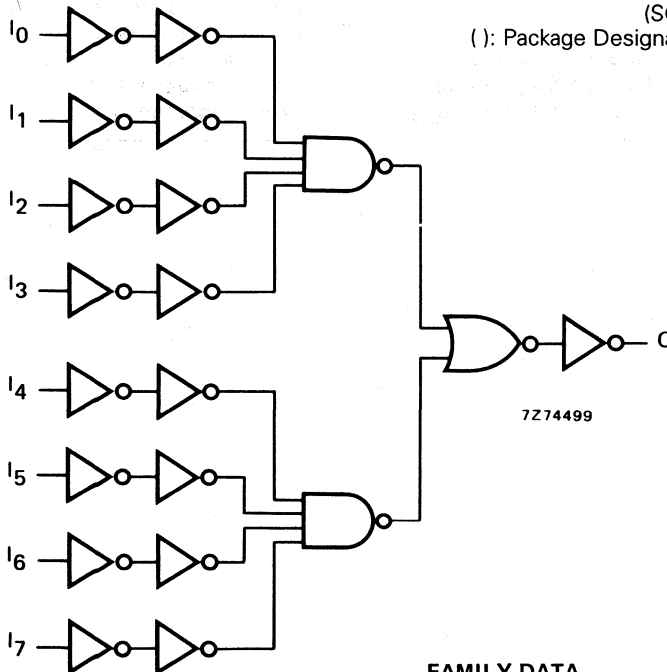 (S
( ): Package Designa
I0
I1
I2
I3
I4
I5
I6
I7
7Z74499
FAMILY DATA